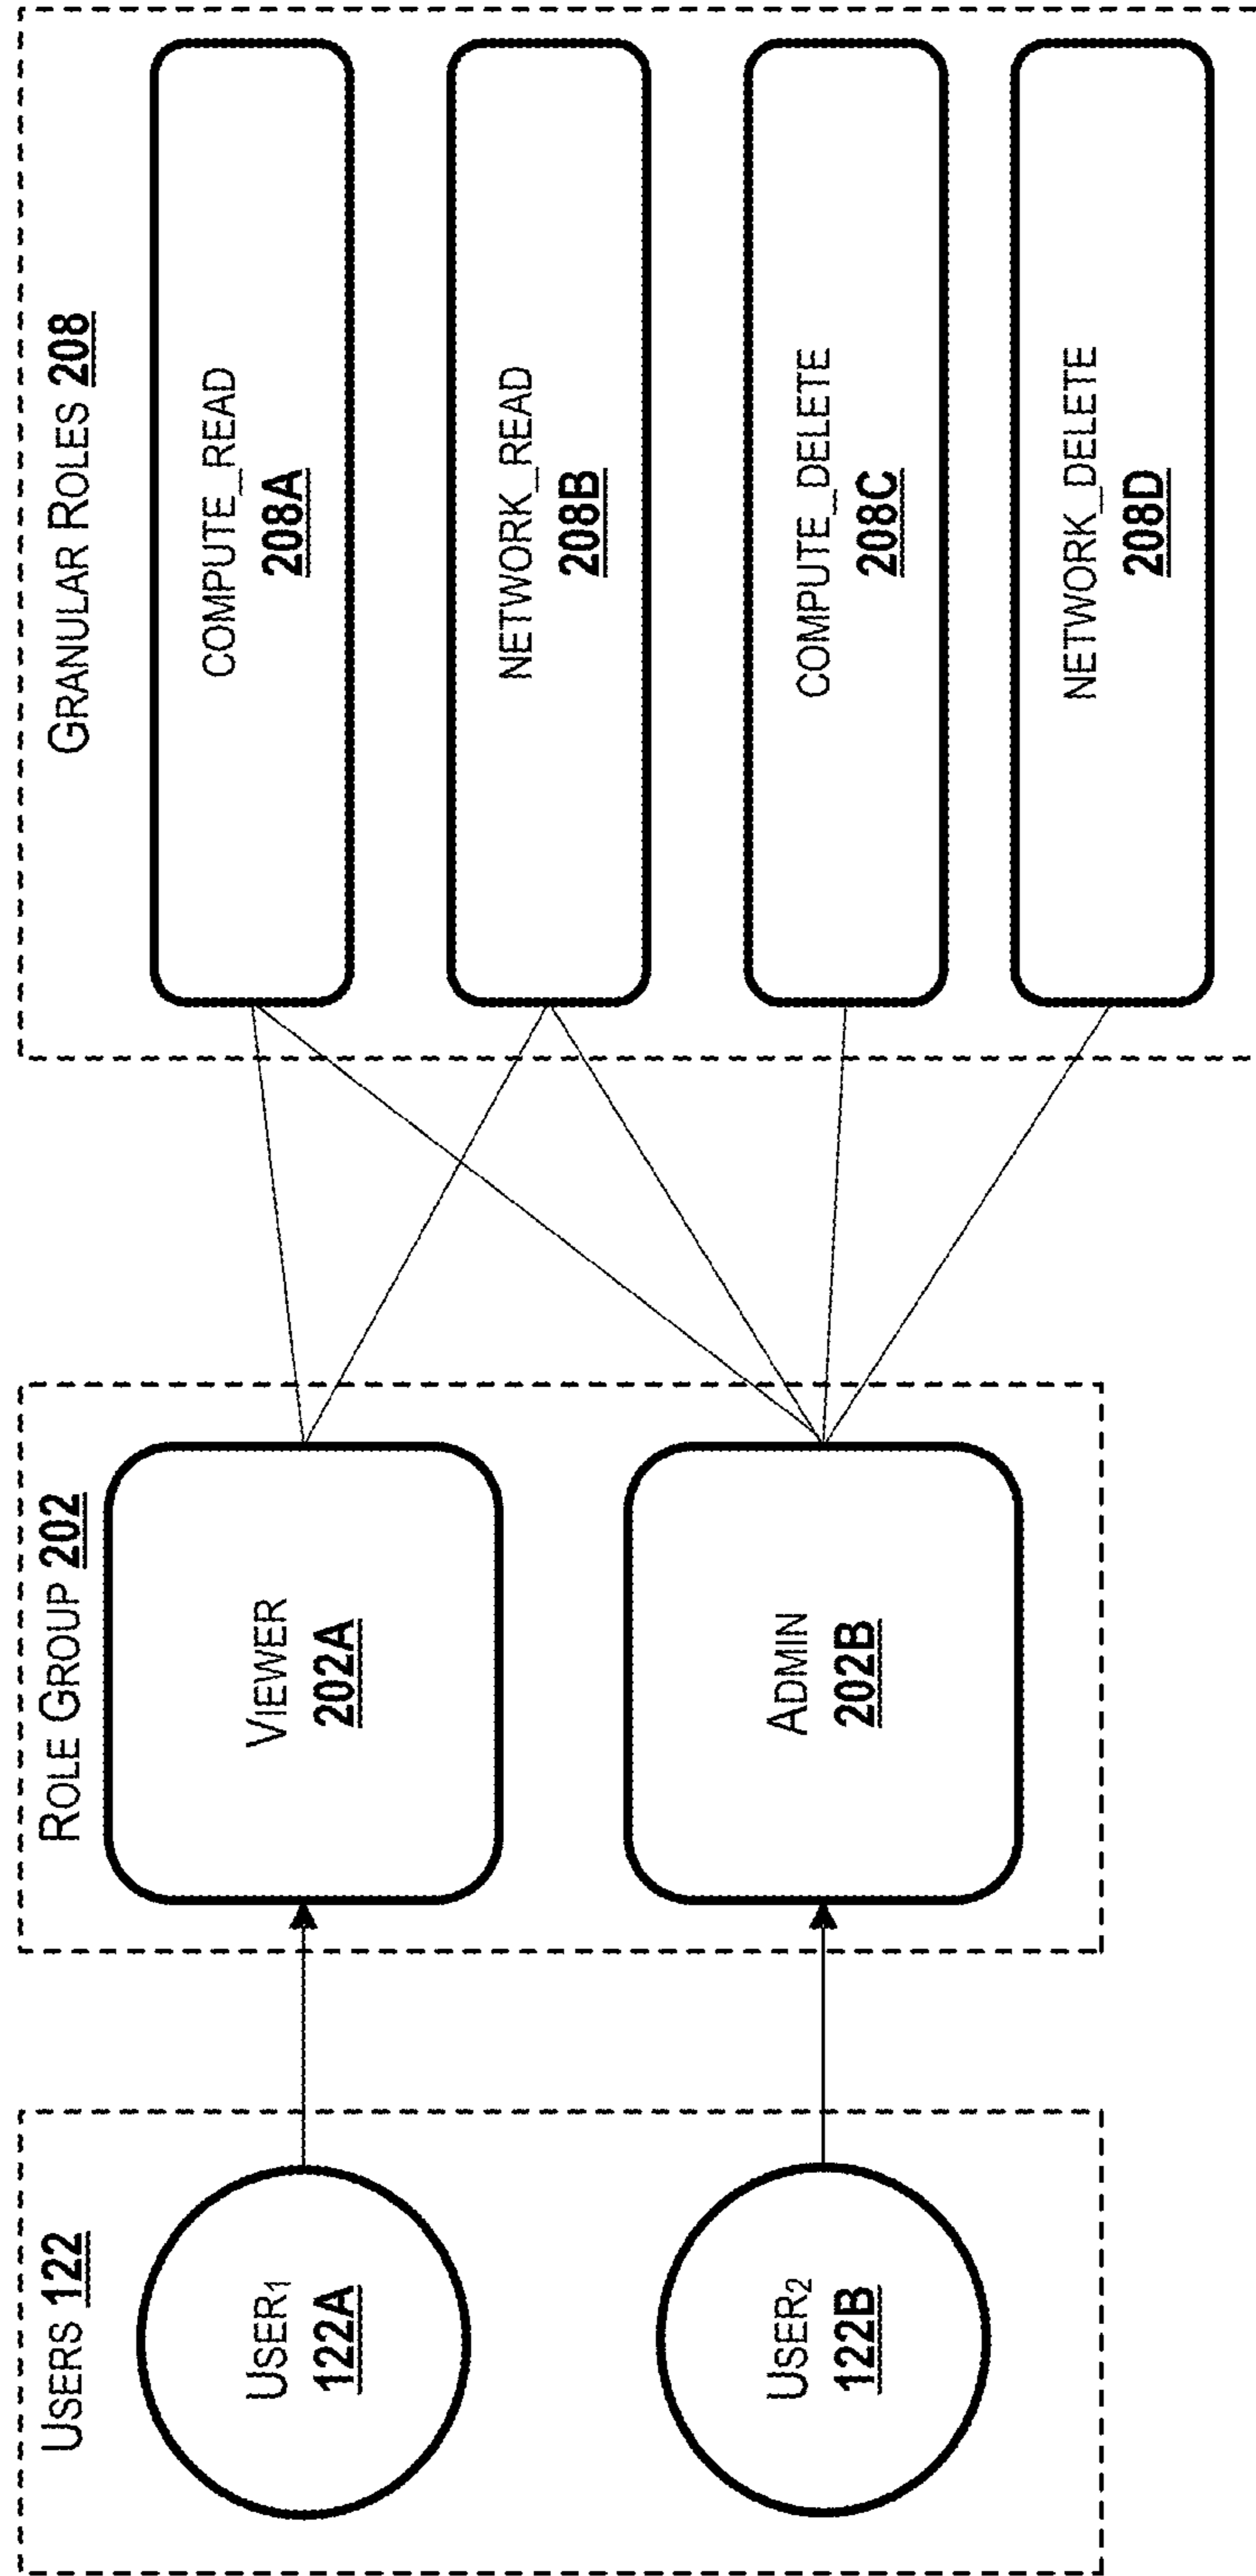 USERS 122
USER1
122A
USER2
122B
ROLE GROUP 202
VIEWER
202A
ADMIN
202B
GRANULAR ROLES 208
COMPUTE_READ
208A
NETWORK_READ
208B
COMPUTE_DELETE
208C
NETWORK_DELETE
208D